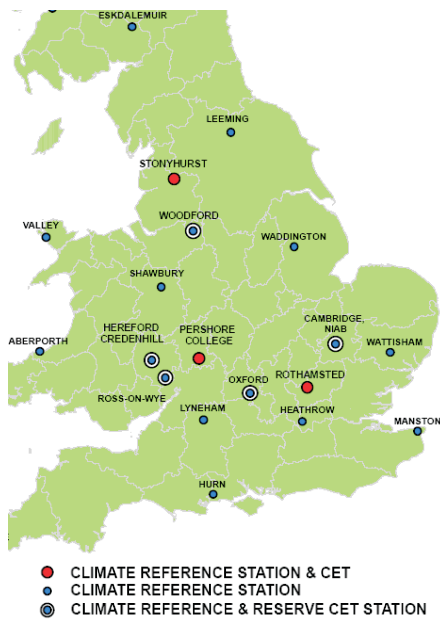 ESKDALEMUIR
LEEMING
STONYHURST
WOODFORD
VALLEY
WADDINGTON
SHAWBURY
CAMBRIDGE,
NIAB
HEREFORD
CREDENHILL
PERSHORE
COLLEGE
ABERPORTH
WATTISHAM
OXFORD
ROTHAMSTED
ROSS-ON-WYE
LYNEHAM
HEATHROW
MANSTON
HURN
CLIMATE REFERENCE STATION & CET
CLIMATE REFERENCE STATION
CLIMATE REFERENCE & RESERVE CET STATION